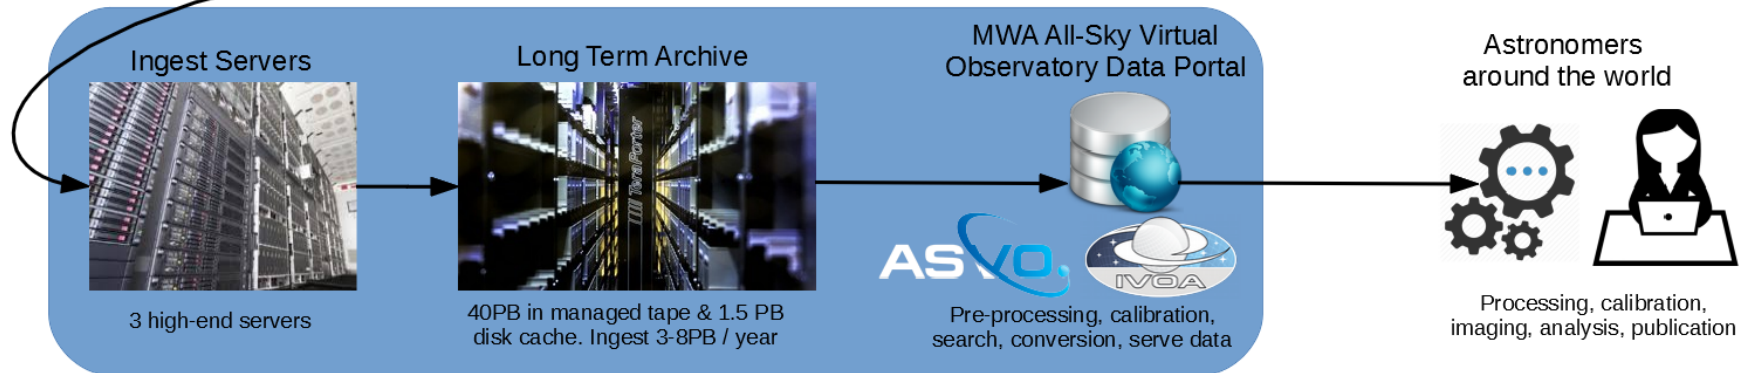 Ingest Servers
3 high-end servers
Long Term Archive
TeraPorter
40PB in managed tape & 1.5 PB
disk cache. Ingest 3-8PB / year
MWA All-Sky Virtual
Observatory Data Portal
ASVO.
IVOA
Pre-processing, calibration,
search, conversion, serve data
Astronomers
around the world
Processing, calibration,
imaging, analysis, publication